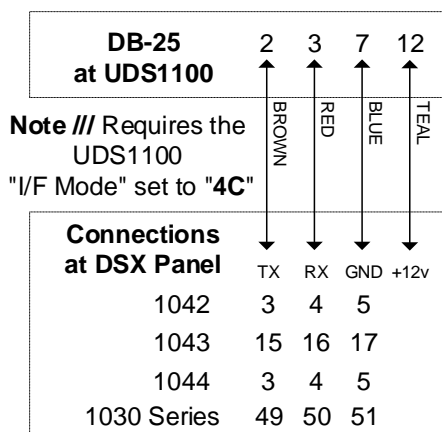 DB-25 2 3 7 12
at UDS1100
BROWN RED BLUE TEAL
Note /// Requires the
UDS1100
"I/F Mode" set to "4C"
Connections
at DSX Panel TX RX GND +12v
1042 3 4 5
1043 15 16 17
1044 3 4 5
1030 Series 49 50 51